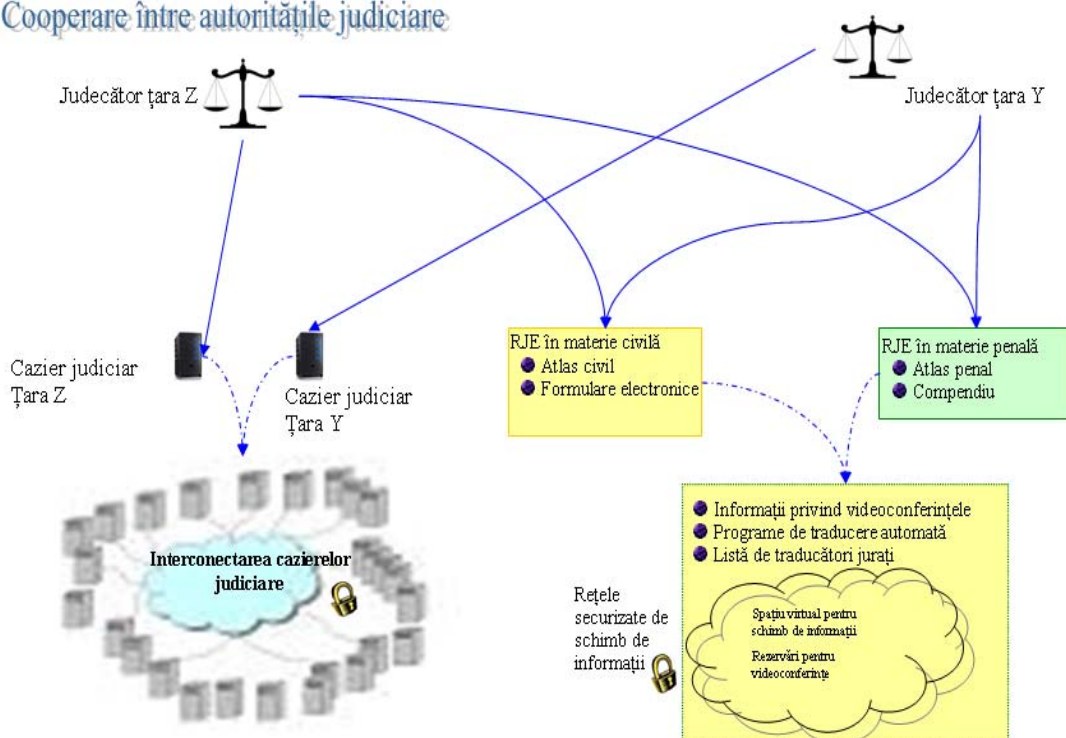 Cooperare între autoritățile judiciare
Judecător țara Z
Judecător țara Y
Cazier judiciar
Țara Z
Cazier judiciar
Țara Y
RJE în materie civilă
Atlas civil
Formulare electronice
RJE în materie penală
Atlas penal
Compendiu
Interconectarea cazierelor
judiciare
Rețele
securizate de
schimb de
informații
Informații privind videoconferințele
Programe de traducere automată
Listă de traducători jurați
Spațiu virtual pentru
schimb de informații
Rezervări pentru
videoconferințe